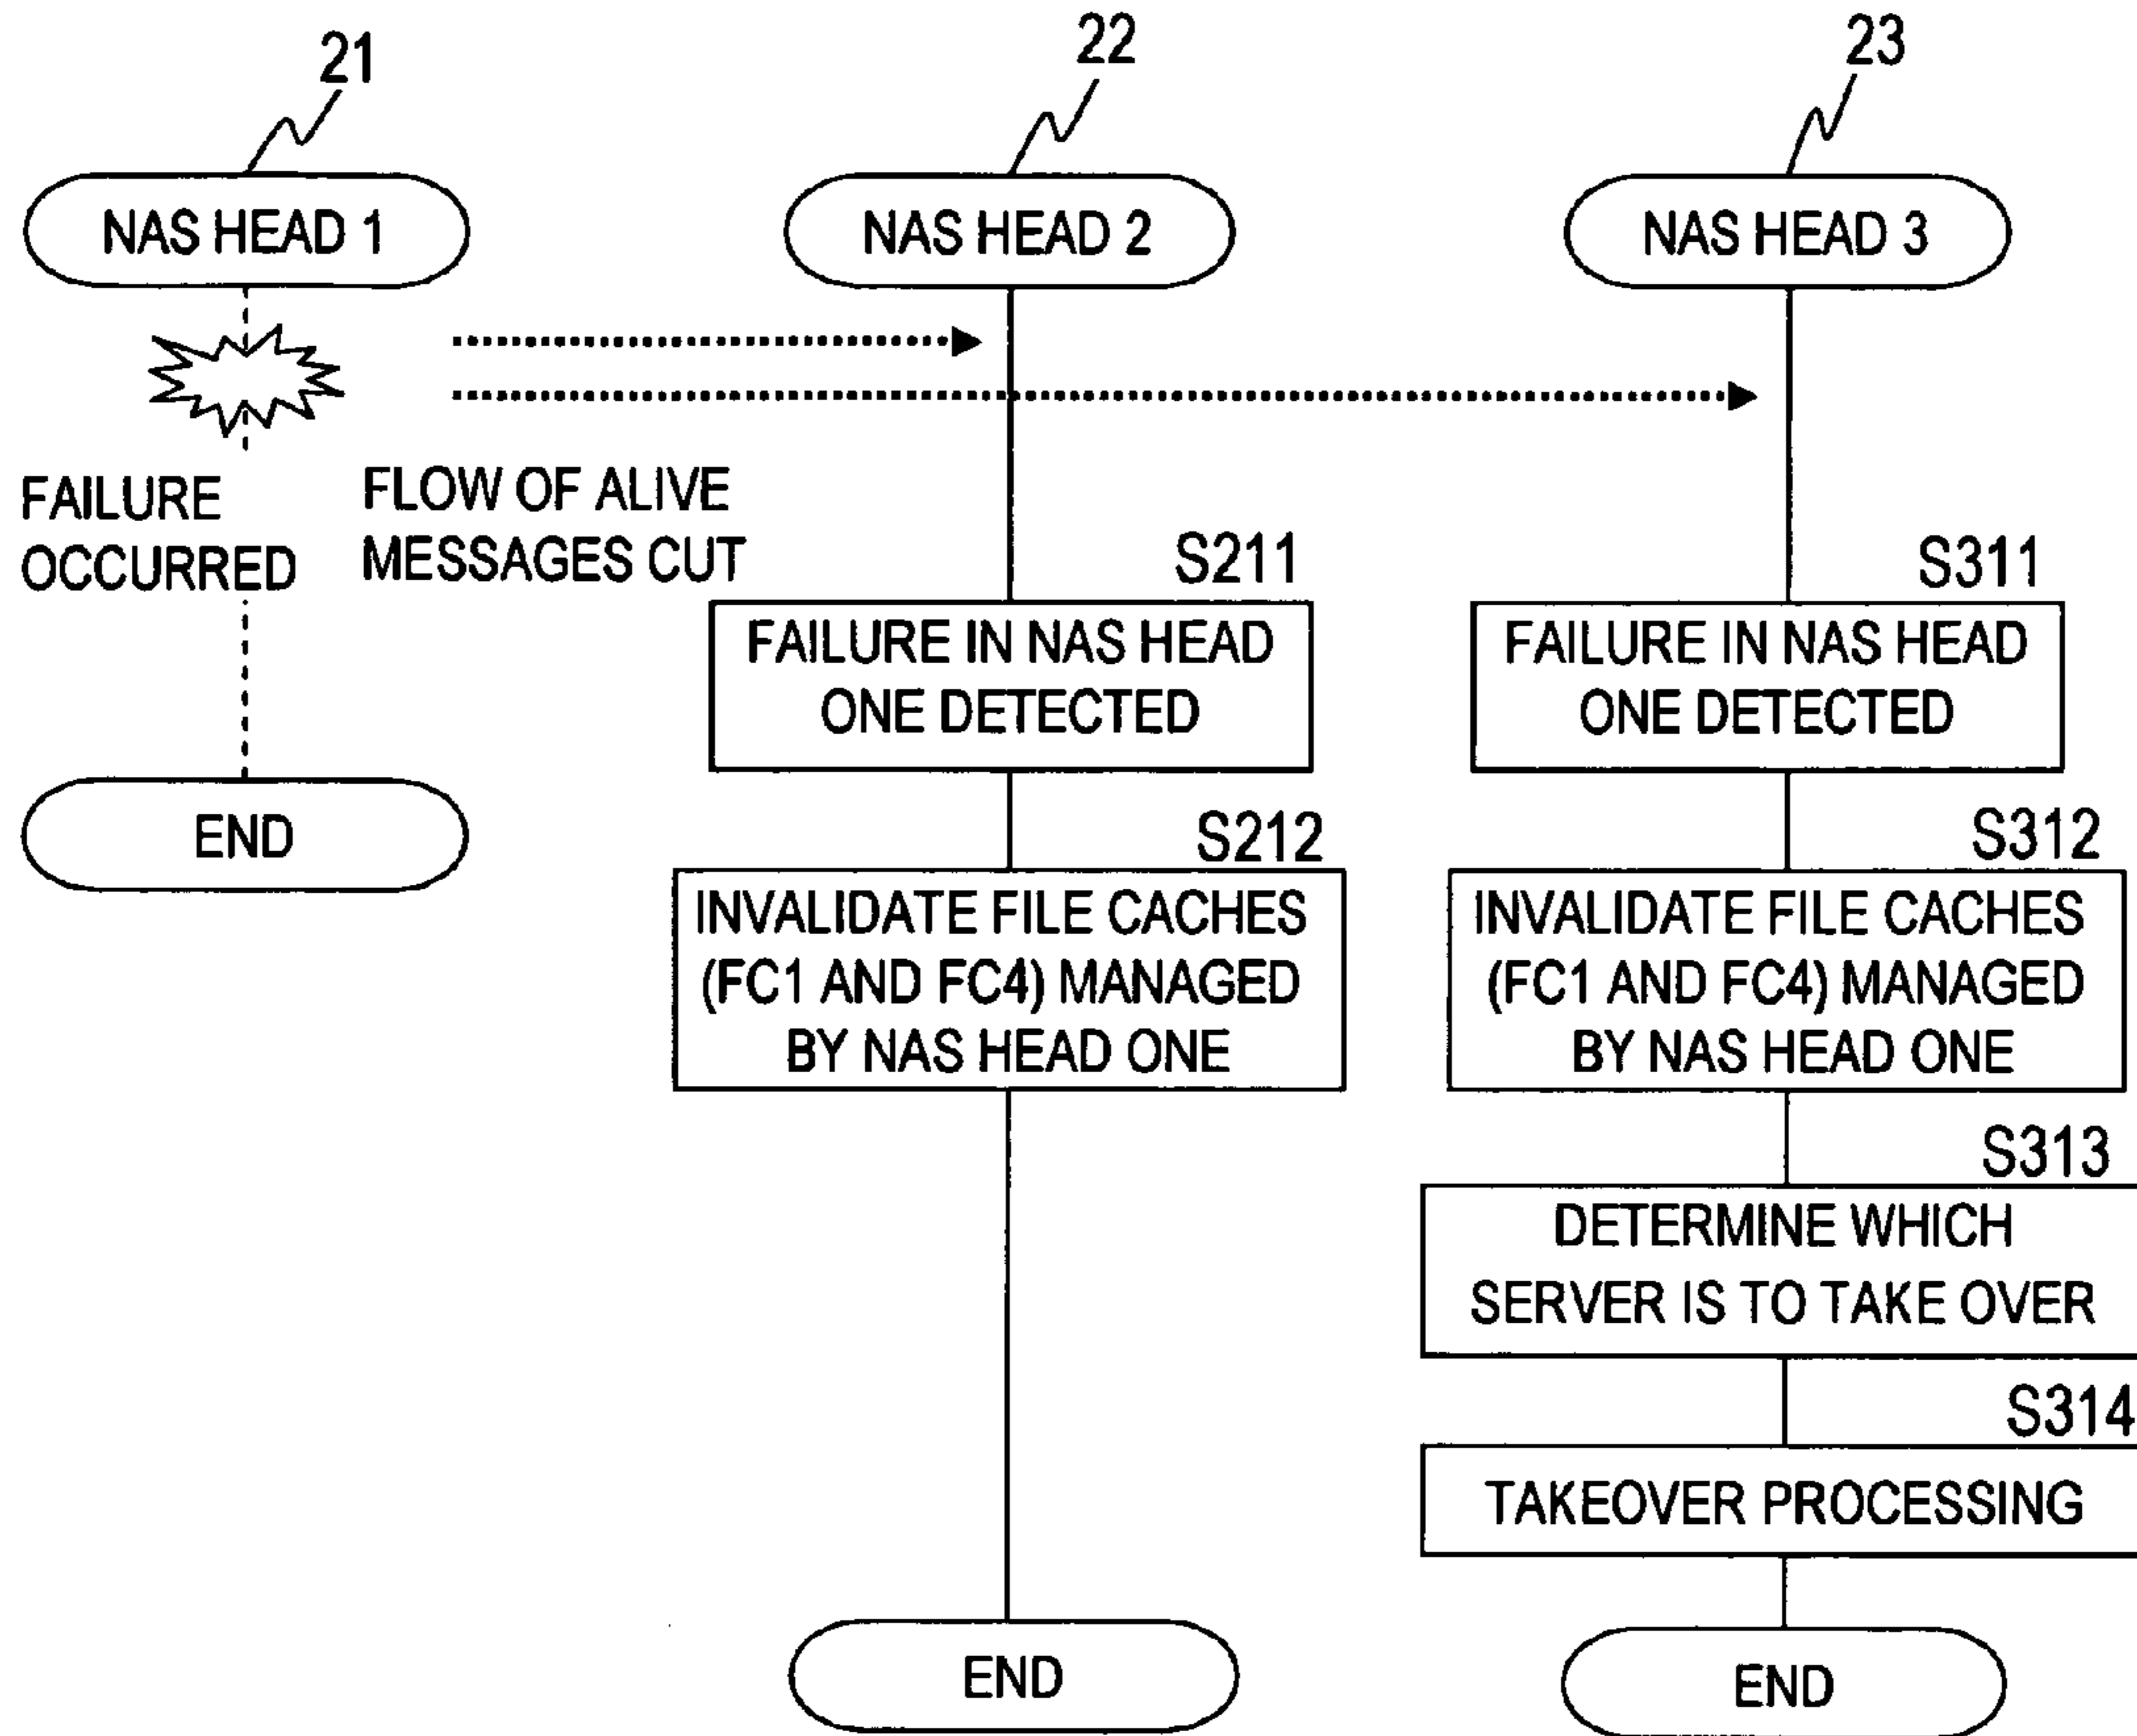 21
22
23
NAS HEAD 1
NAS HEAD 2
NAS HEAD 3
FAILURE
OCCURRED
FLOW OF ALIVE
MESSAGES CUT
S211
FAILURE IN NAS HEAD
ONE DETECTED
S311
FAILURE IN NAS HEAD
ONE DETECTED
END
S212
INVALIDATE FILE CACHES
(FC1 AND FC4) MANAGED
BY NAS HEAD ONE
S312
INVALIDATE FILE CACHES
(FC1 AND FC4) MANAGED
BY NAS HEAD ONE
S313
DETERMINE WHICH
SERVER IS TO TAKE OVER
S314
TAKEOVER PROCESSING
END
END